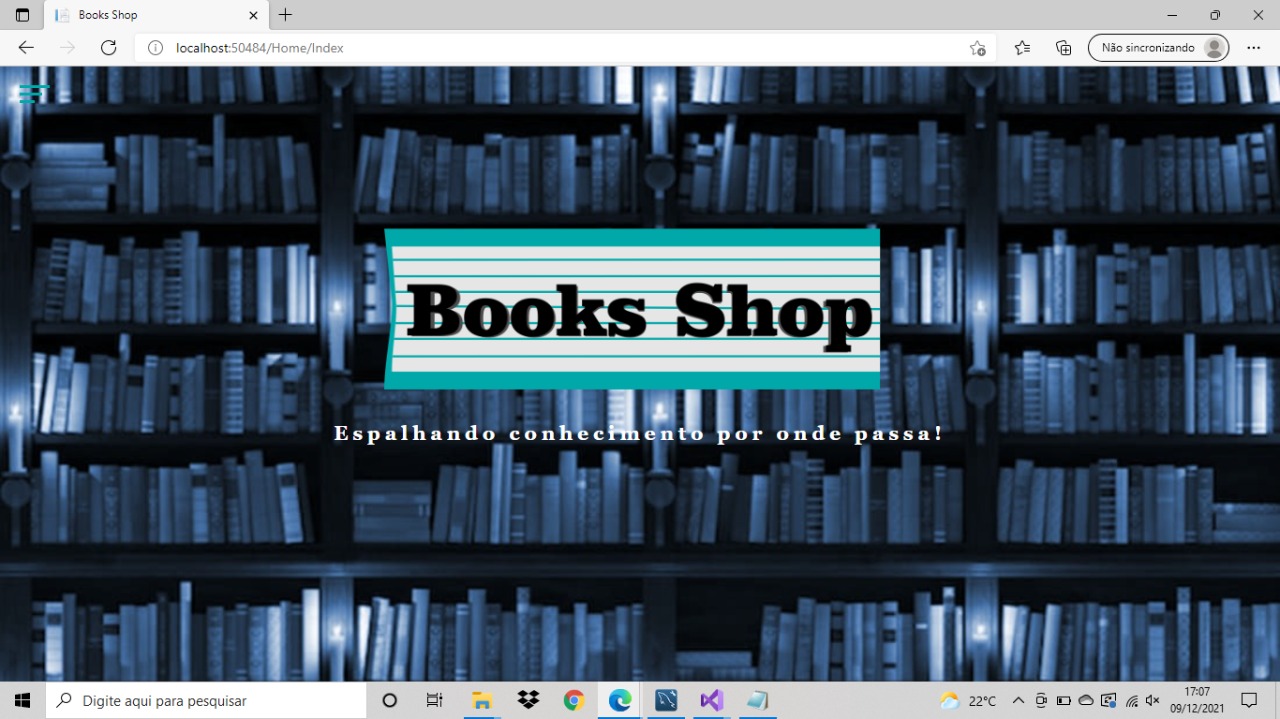 Books Shop
localhost:50484/Home/Index
Não sincronizando
Books Shop
Espalhando conhecimento por onde passa!
Digite aqui para pesquisar
22°C
17:07
09/12/2021